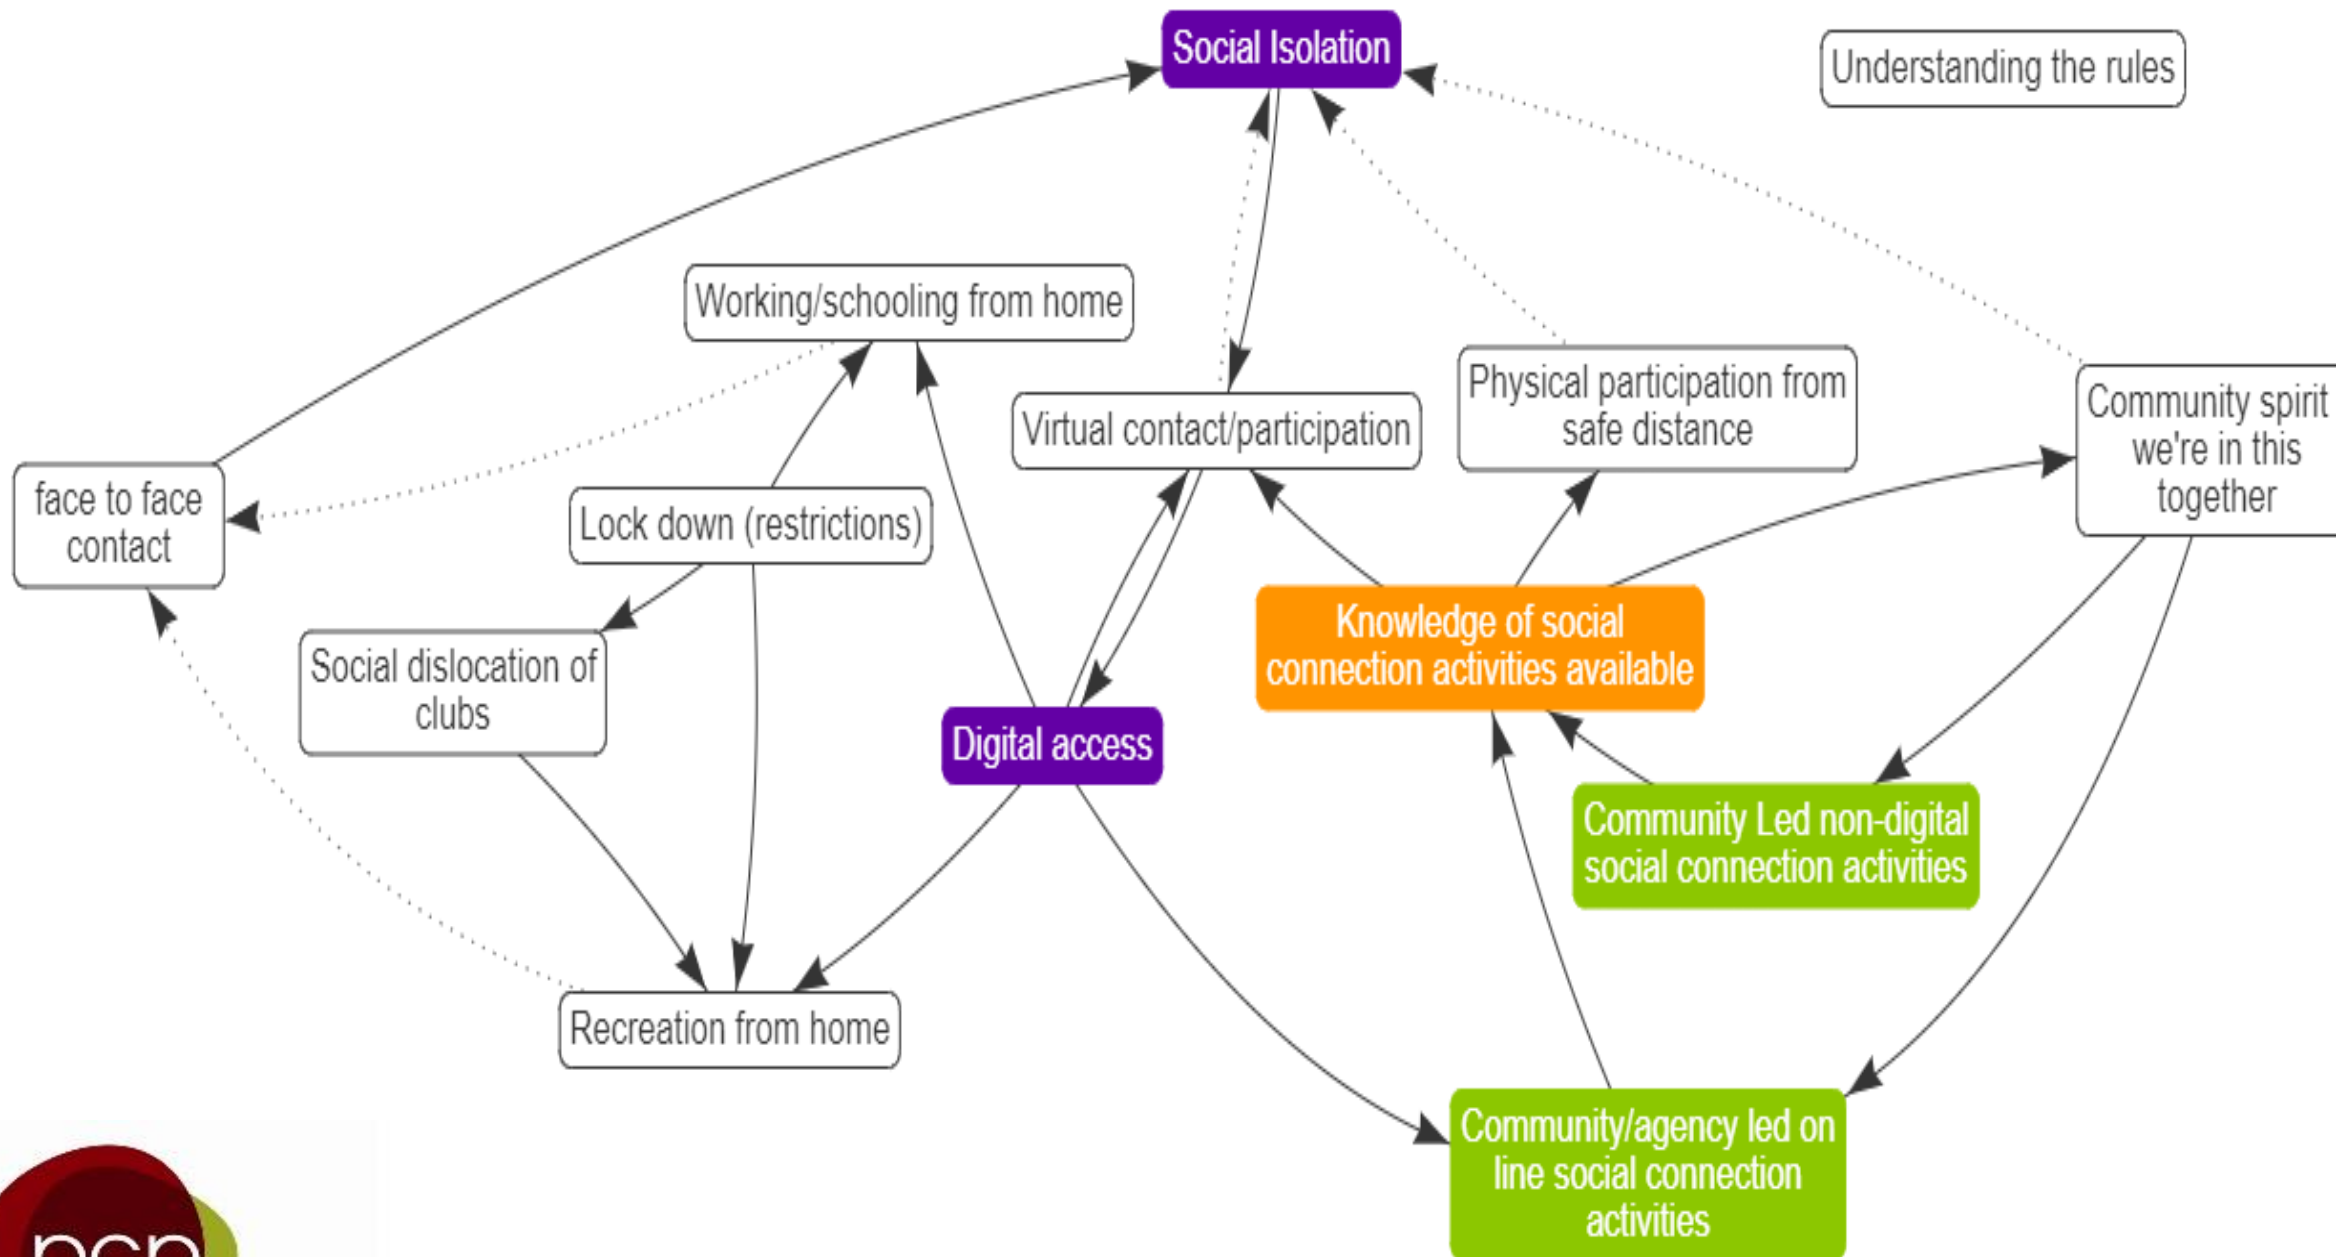 Social Isolation
Understanding the rules
Working/schooling from home
Virtual contact/participation
Physical participation from
safe distance
Community spirit
we're in this
together
face to face
contact
Lock down (restrictions)
Social dislocation of
clubs
Knowledge of social
connection activities available
Digital access
Community Led non-digital
social connection activities
Recreation from home
Community/agency led on
line social connection
activities
pcp